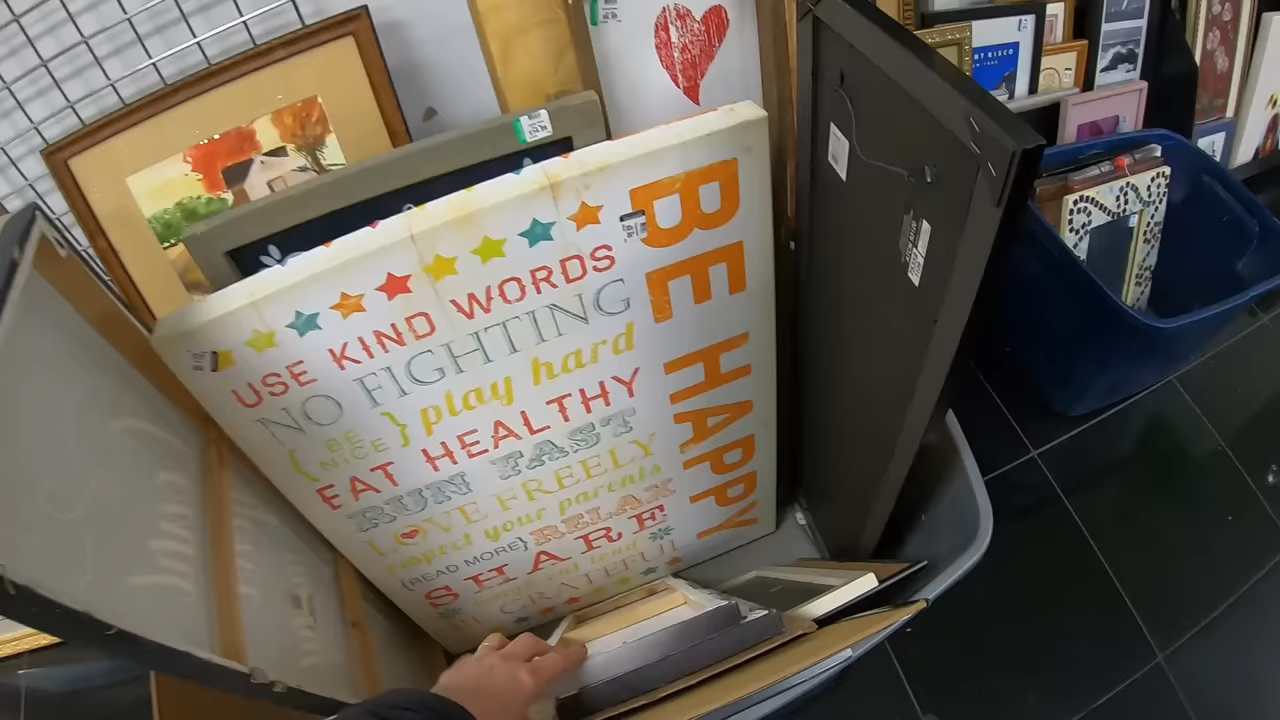 USE KIND WORDS
NO FIGHTING
{BE NICE} play hard
EAT HEALTHY
RUN FAST
LOVE FREELY
respect your parents
{READ MORE} RELAX
SHARE
GRATEFUL
BE HAPPY